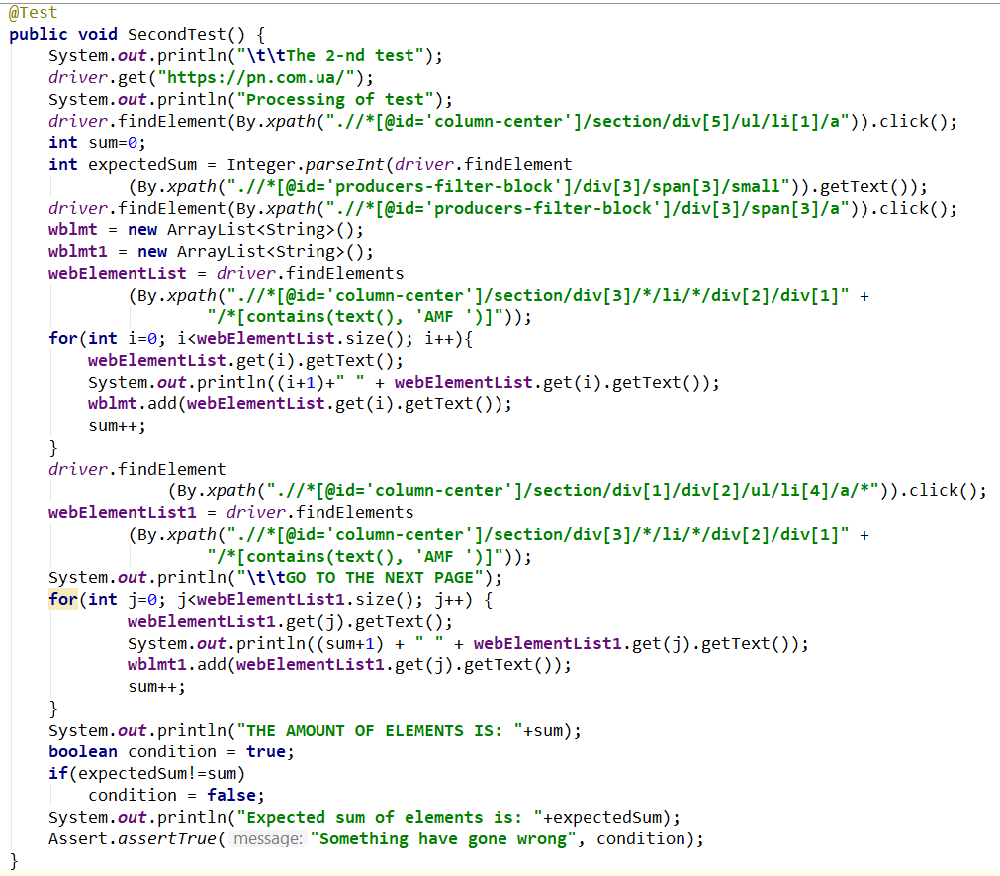 @Test
public void SecondTest() {
    System.out.println("\t\tThe 2-nd test");
    driver.get("https://pn.com.ua/");
    System.out.println("Processing of test");
    driver.findElement(By.xpath(".//*[@id='column-center']/section/div[5]/ul/li[1]/a")).click();
    int sum=0;
    int expectedSum = Integer.parseInt(driver.findElement
            (By.xpath(".//*[@id='producers-filter-block']/div[3]/span[3]/small")).getText());
    driver.findElement(By.xpath(".//*[@id='producers-filter-block']/div[3]/span[3]/a")).click();
    wblmt = new ArrayList<String>();
    wblmt1 = new ArrayList<String>();
    webElementList = driver.findElements
            (By.xpath(".//*[@id='column-center']/section/div[3]/*/li/*/div[2]/div[1]" +
                    "/*[contains(text(), 'AMF ')]"));
    for(int i=0; i<webElementList.size(); i++){
        webElementList.get(i).getText();
        System.out.println((i+1)+" " + webElementList.get(i).getText());
        wblmt.add(webElementList.get(i).getText());
        sum++;
    }
    driver.findElement
                (By.xpath(".//*[@id='column-center']/section/div[1]/div[2]/ul/li[4]/a/*")).click();
    webElementList1 = driver.findElements
            (By.xpath(".//*[@id='column-center']/section/div[3]/*/li/*/div[2]/div[1]" +
                    "/*[contains(text(), 'AMF ')]"));
    System.out.println("\t\tGO TO THE NEXT PAGE");
    for(int j=0; j<webElementList1.size(); j++) {
            webElementList1.get(j).getText();
            System.out.println((sum+1) + " " + webElementList1.get(j).getText());
            wblmt1.add(webElementList1.get(j).getText());
            sum++;
    }
    System.out.println("THE AMOUNT OF ELEMENTS IS: "+sum);
    boolean condition = true;
    if(expectedSum!=sum)
        condition = false;
    System.out.println("Expected sum of elements is: "+expectedSum);
    Assert.assertTrue( message: "Something have gone wrong", condition);
}